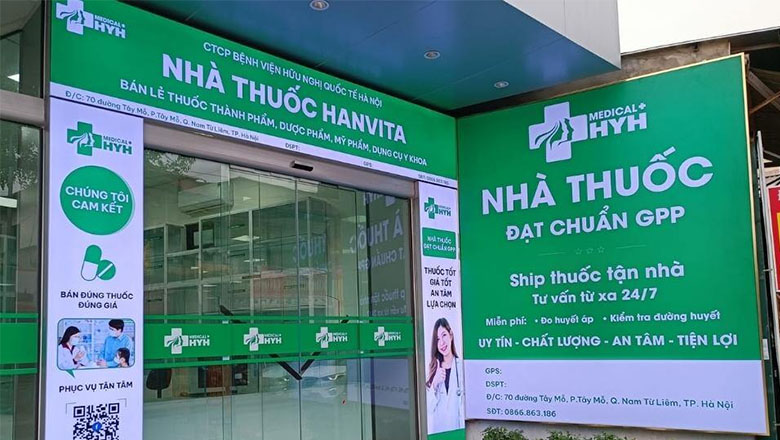 MEDICAL+
HYH
CTCP BỆNH VIỆN HỮU NGHỊ QUỐC TẾ HÀ NỘI
NHÀ THUỐC HANVITA
BÁN LẺ THUỐC THÀNH PHẨM, DƯỢC PHẨM, MỸ PHẨM, DỤNG CỤ Y KHOA
Đ/C: 70 đường Tây Mỗ, P.Tây Mỗ, Q. Nam Từ Liêm, TP. Hà Nội
DSPT:
GPS:
MEDICAL+
HYH
CHÚNG TÔI
CAM KẾT
BÁN ĐÚNG THUỐC
ĐÚNG GIÁ
PHỤC VỤ TẬN TÂM
MEDICAL+
HYH
MEDICAL+
HYH
MEDICAL+
HYH
MEDICAL+
HYH
HYH
NHÀ THUỐC
ĐẠT CHUẨN GPP
THUỐC TỐT
GIÁ TỐT
AN TÂM
LỰA CHỌN
MEDICAL+
HYH
NHÀ THUỐC
ĐẠT CHUẨN GPP
Ship thuốc tận nhà
Tư vấn từ xa 24/7
Miễn phí: • Đo huyết áp • Kiểm tra đường huyết
UY TÍN - CHẤT LƯỢNG - AN TÂM - TIỆN LỢI
GPS:
DSPT:
Đ/C: 70 đường Tây Mỗ, P.Tây Mỗ, Q. Nam Từ Liêm, TP. Hà Nội
SĐT: 0866.863.186